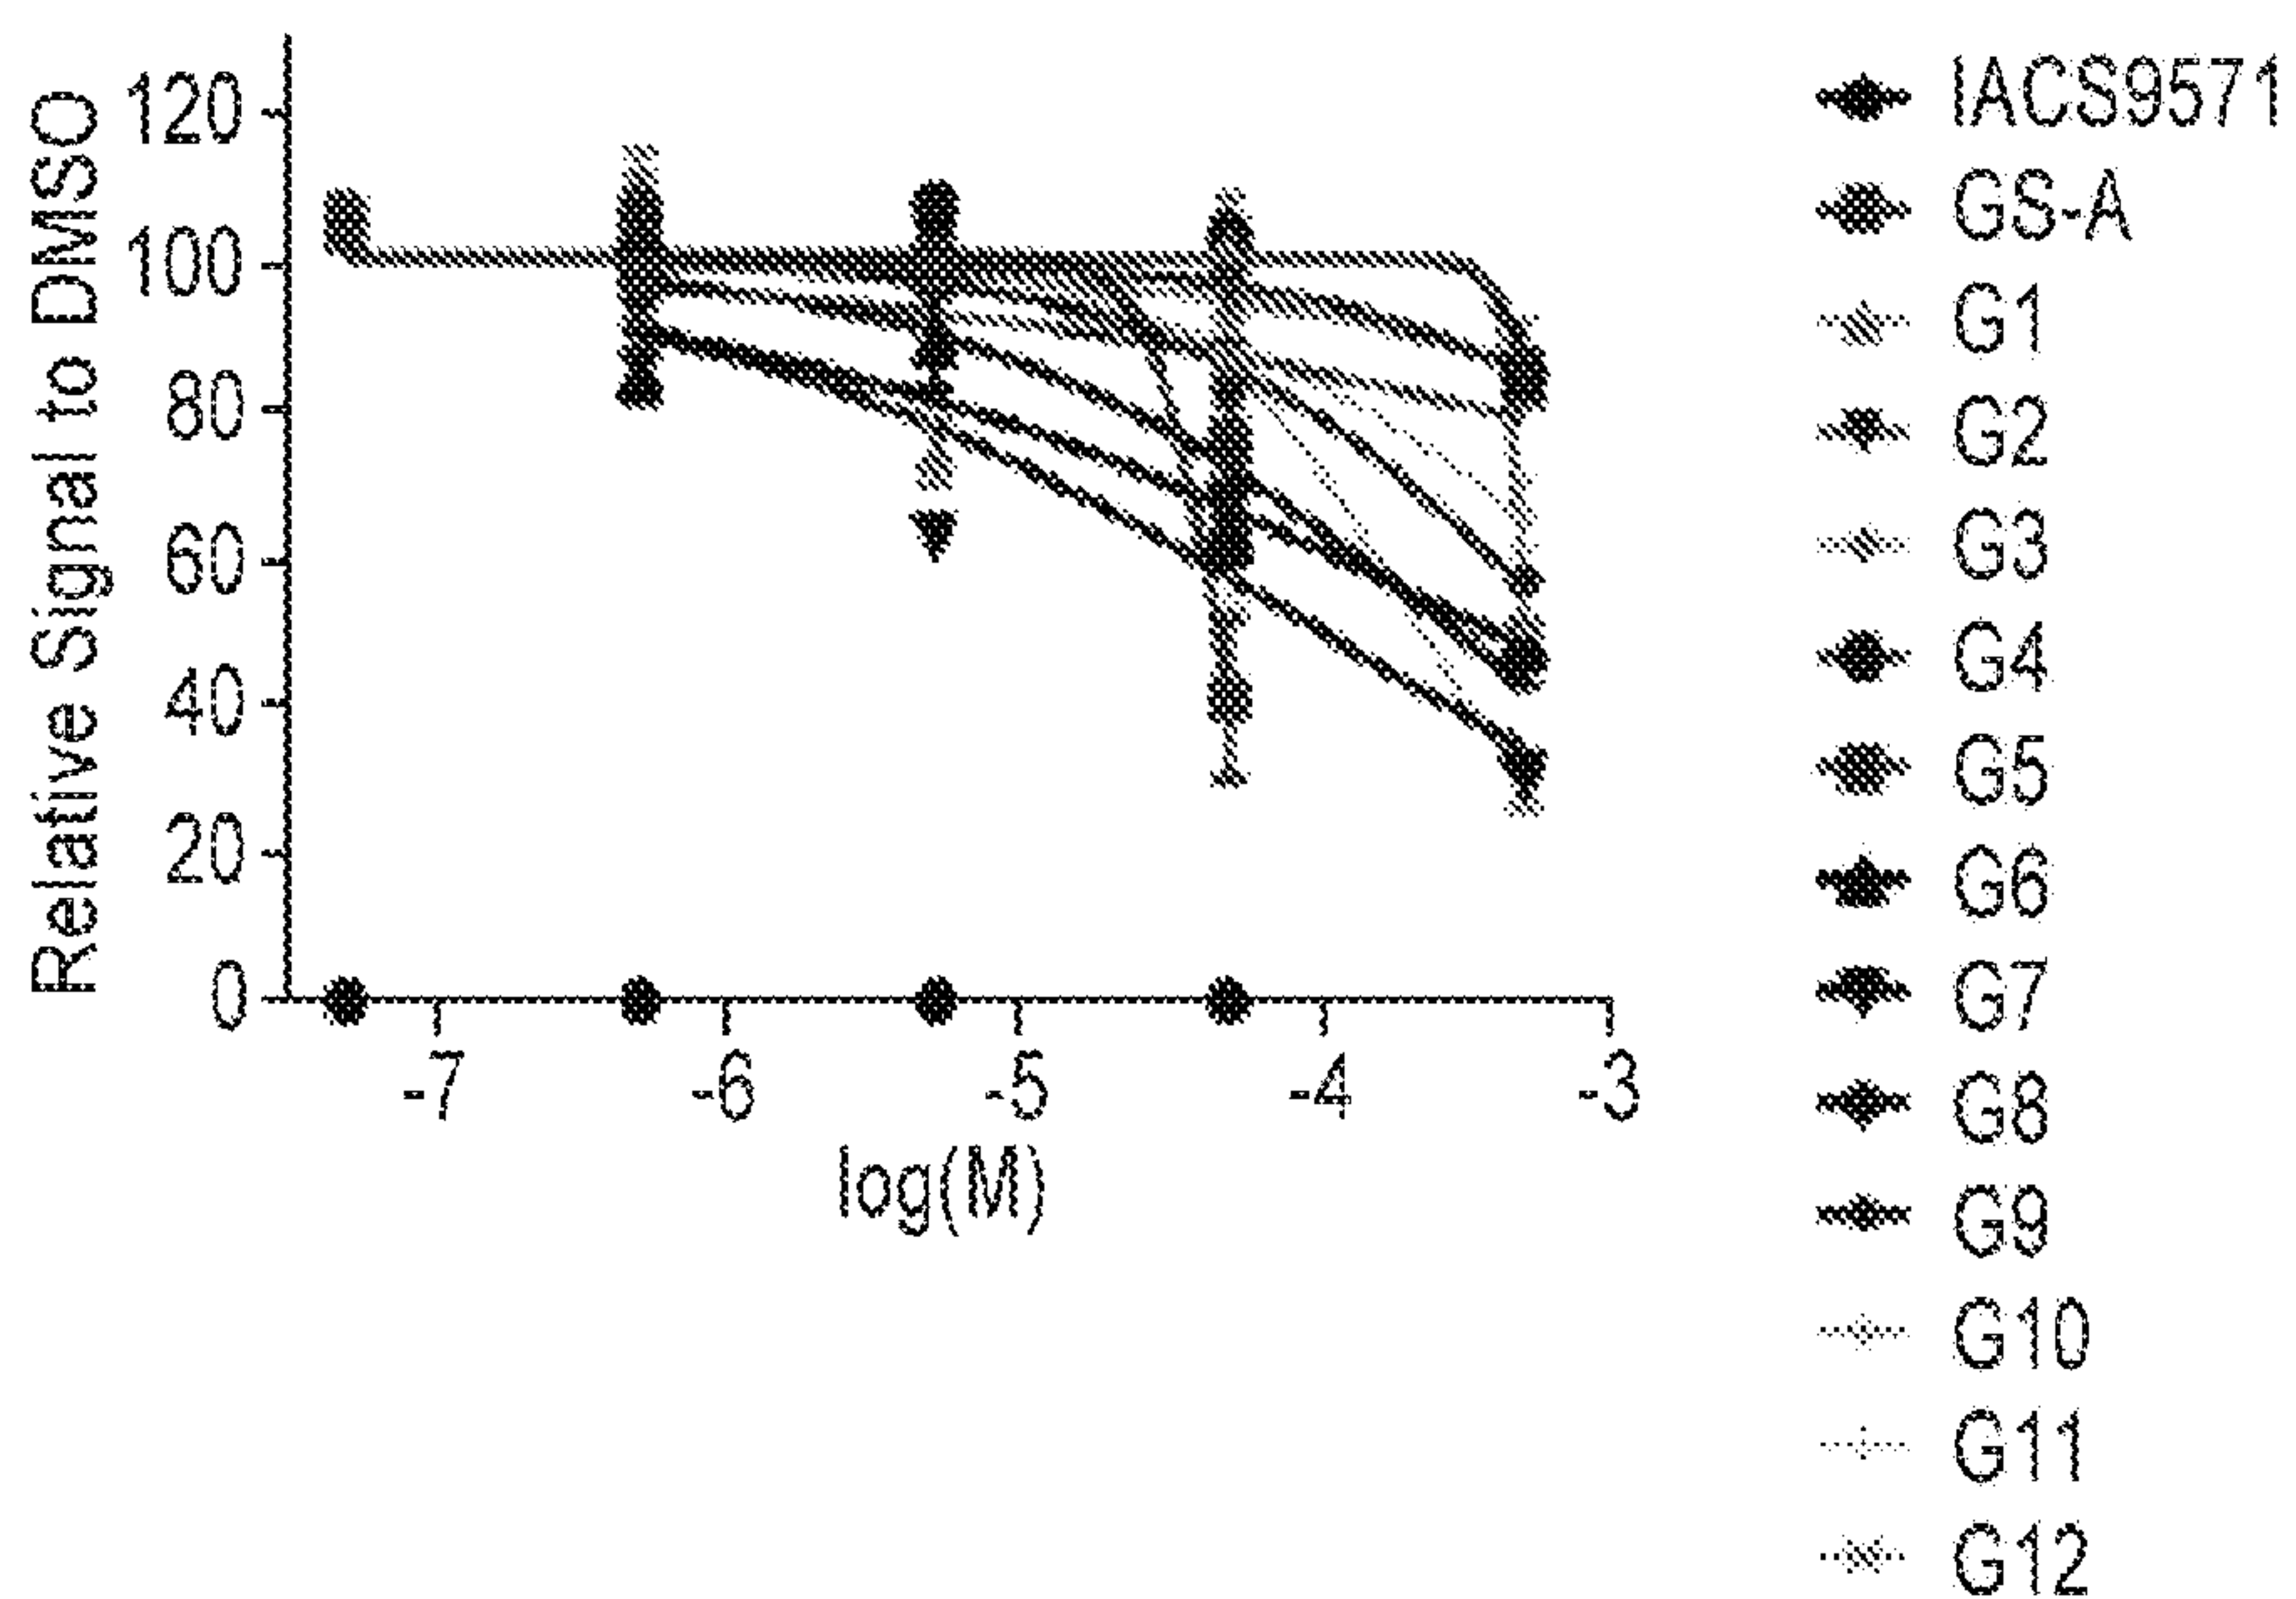 Relative Signal to DMSO
120
100
80
60
40
20
0
-7 -6 -5 -4 -3
log(M)
IACS9571
GS-A
G1
G2
G3
G4
G5
G6
G7
G8
G9
G10
G11
G12